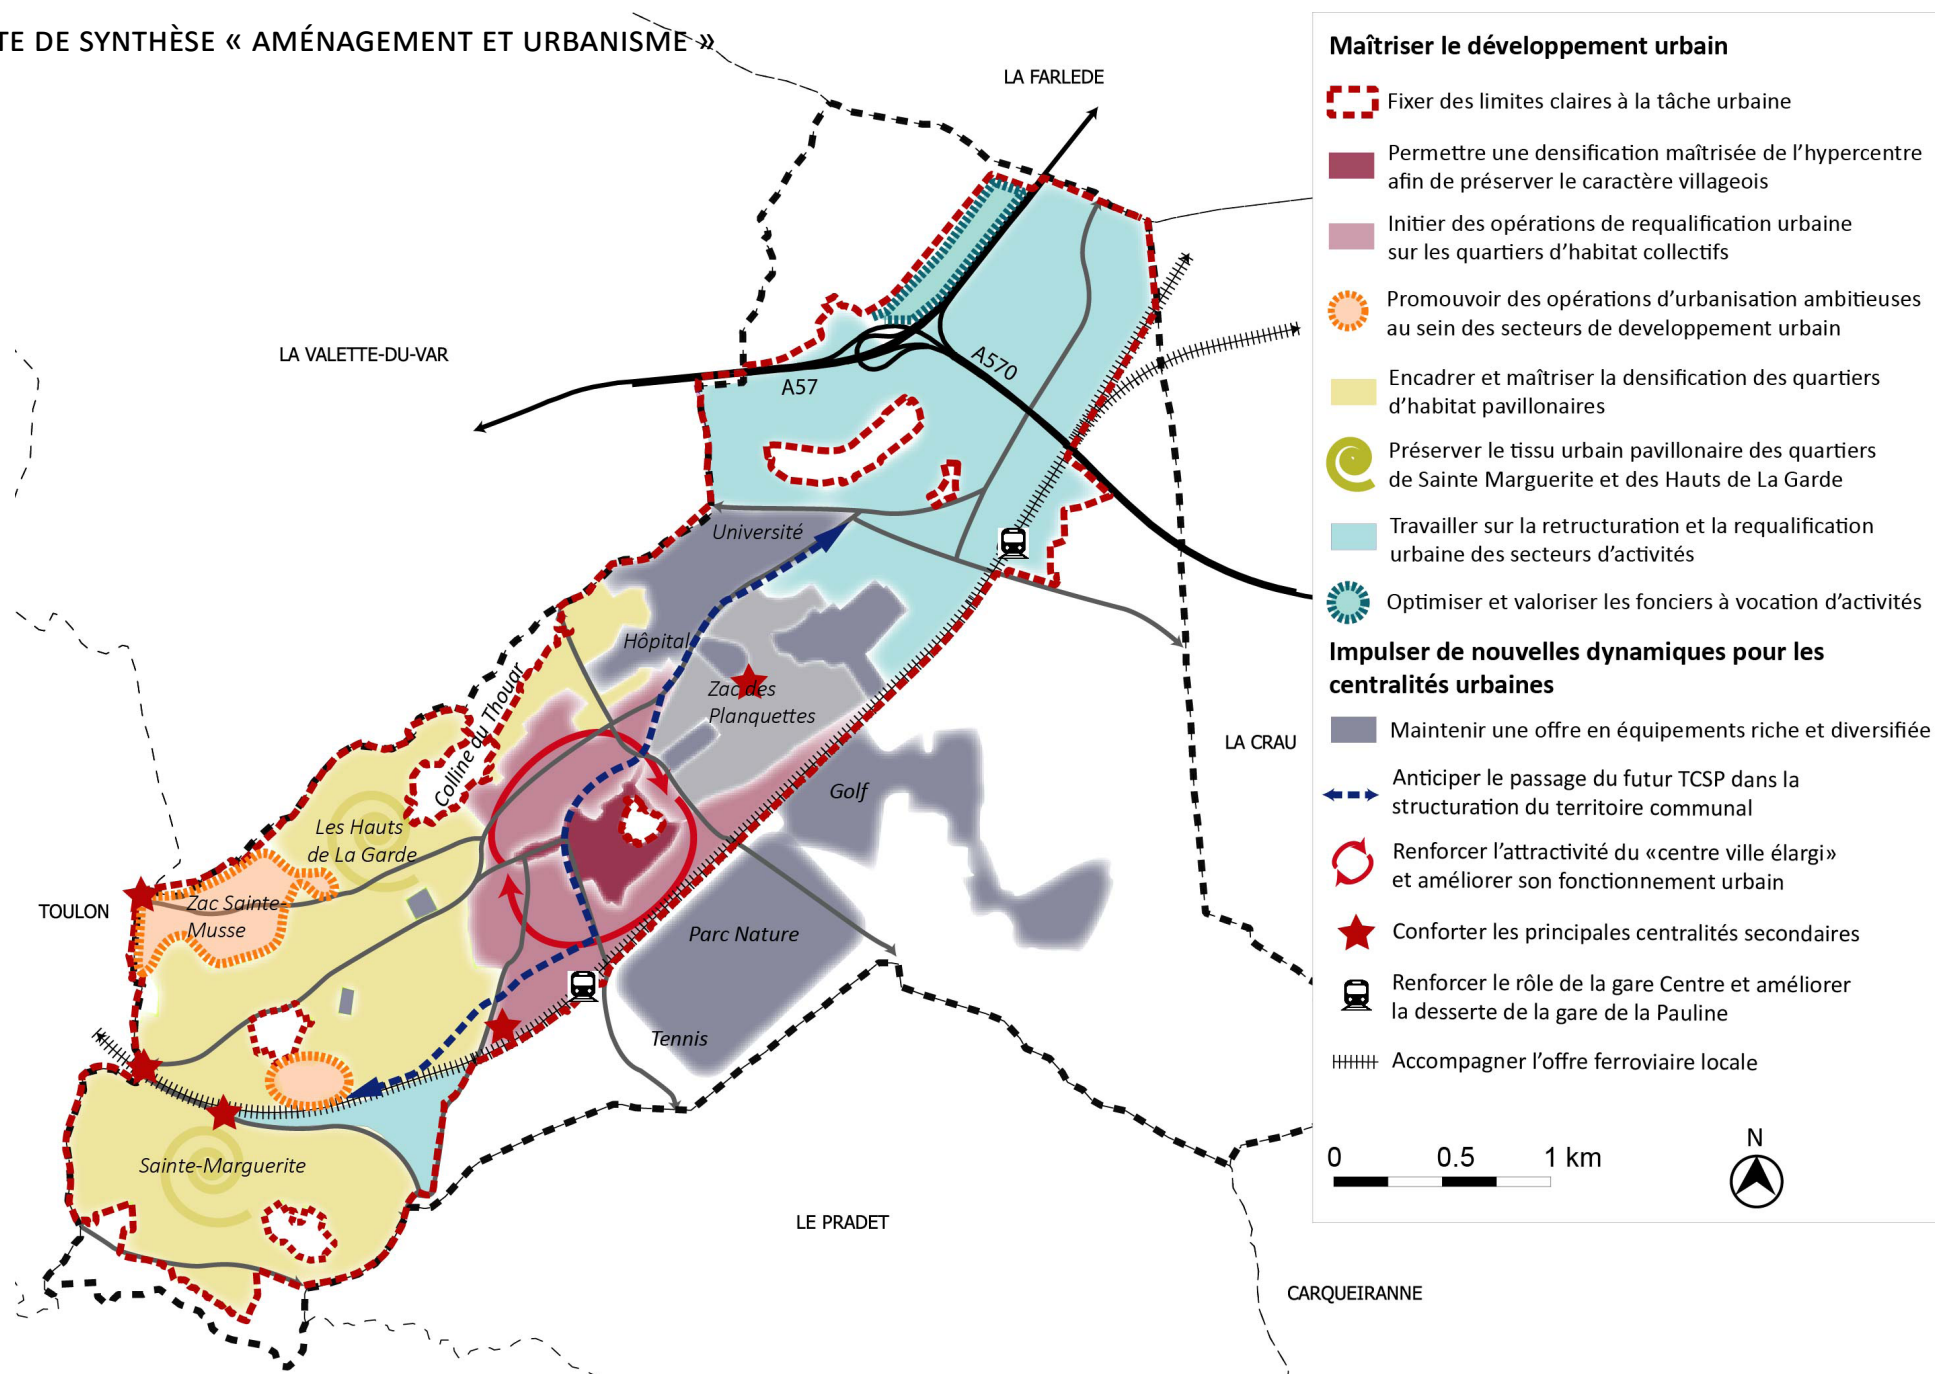 TE DE SYNTHÈSE « AMÉNAGEMENT ET URBANISME »
LA FARLEDE
LA VALETTE-DU-VAR
A57
A570
Université
Hôpital
Zac des
Planquettes
Colline du Thouar
Golf
LA CRAU
Les Hauts
de La Garde
TOULON
Zac Sainte-
Musse
Parc Nature
Tennis
Sainte-Marguerite
LE PRADET
CARQUEIRANNE
Maîtriser le développement urbain
Fixer des limites claires à la tâche urbaine
Permettre une densification maîtrisée de l'hypercentre
afin de préserver le caractère villageois
Initier des opérations de requalification urbaine
sur les quartiers d'habitat collectifs
Promouvoir des opérations d'urbanisation ambitieuses
au sein des secteurs de developpement urbain
Encadrer et maîtriser la densification des quartiers
d'habitat pavillonaires
Préserver le tissu urbain pavillonaire des quartiers
de Sainte Marguerite et des Hauts de La Garde
Travailler sur la retructuration et la requalification
urbaine des secteurs d'activités
Optimiser et valoriser les fonciers à vocation d'activités
Impulser de nouvelles dynamiques pour les
centralités urbaines
Maintenir une offre en équipements riche et diversifiée
Anticiper le passage du futur TCSP dans la
structuration du territoire communal
Renforcer l'attractivité du «centre ville élargi»
et améliorer son fonctionnement urbain
Conforter les principales centralités secondaires
Renforcer le rôle de la gare Centre et améliorer
la desserte de la gare de la Pauline
Accompagner l'offre ferroviaire locale
0 0.5 1 km
N